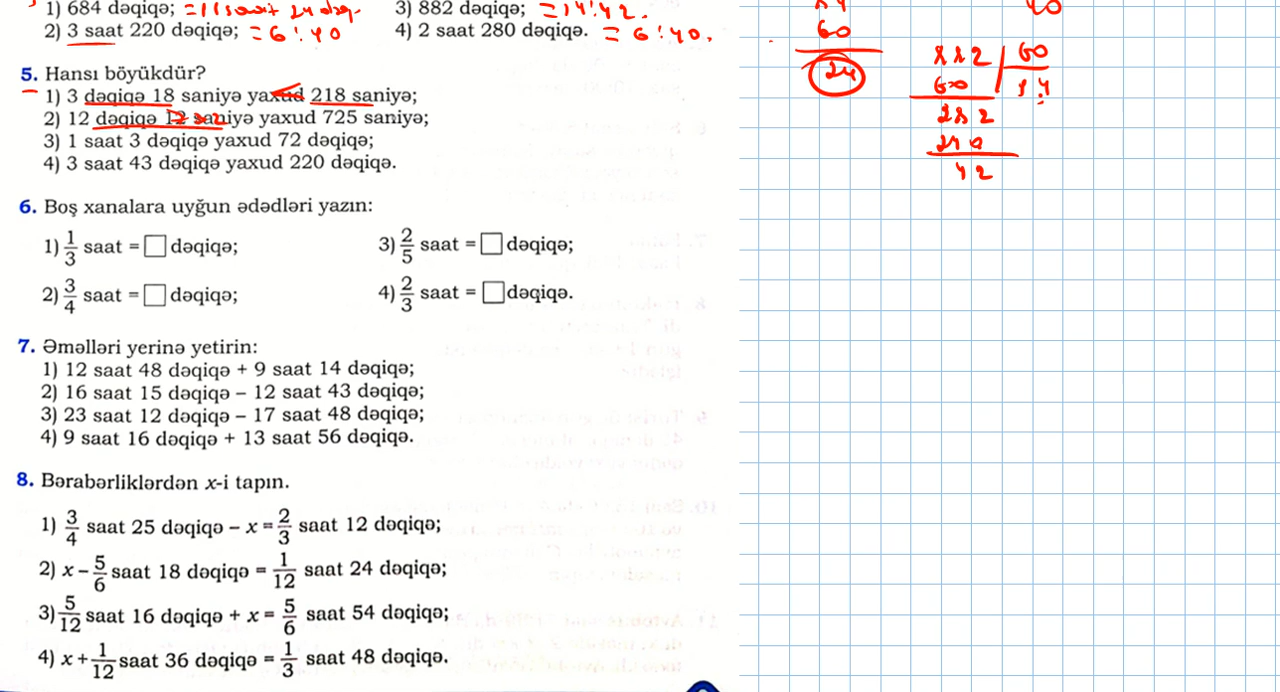 1) 684 dəqiqə; = 11 saat 24 dəq. 3) 882 dəqiqə; = 14:42.
2) 3 saat 220 dəqiqə; = 6:40 4) 2 saat 280 dəqiqə. = 6:40.
5. Hansı böyükdür?
1) 3 dəqiqə 18 saniyə yaxud 218 saniyə;
2) 12 dəqiqə 12 saniyə yaxud 725 saniyə;
3) 1 saat 3 dəqiqə yaxud 72 dəqiqə;
4) 3 saat 43 dəqiqə yaxud 220 dəqiqə.
6. Boş xanalara uyğun ədədləri yazın:
1) 1/3 saat = □ dəqiqə; 3) 2/5 saat = □ dəqiqə;
2) 3/4 saat = □ dəqiqə; 4) 2/3 saat = □ dəqiqə.
7. Əməlləri yerinə yetirin:
1) 12 saat 48 dəqiqə + 9 saat 14 dəqiqə;
2) 16 saat 15 dəqiqə – 12 saat 43 dəqiqə;
3) 23 saat 12 dəqiqə – 17 saat 48 dəqiqə;
4) 9 saat 16 dəqiqə + 13 saat 56 dəqiqə.
8. Bərabərliklərdən x-i tapın.
1) 3/4 saat 25 dəqiqə – x = 2/3 saat 12 dəqiqə;
2) x – 5/6 saat 18 dəqiqə = 1/12 saat 24 dəqiqə;
3) 5/12 saat 16 dəqiqə + x = 5/6 saat 54 dəqiqə;
4) x + 1/12 saat 36 dəqiqə = 1/3 saat 48 dəqiqə.
60
24
882 60
60 14
282
240
42